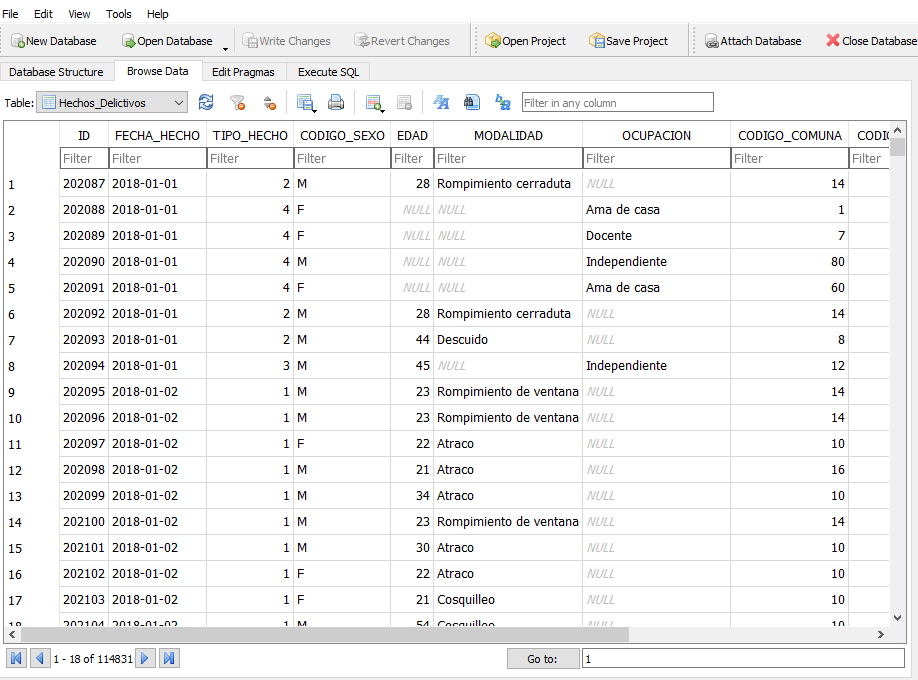 File Edit View Tools Help
New Database Open Database Write Changes Revert Changes Open Project Save Project Attach Database Close Database
Database Structure Browse Data Edit Pragmas Execute SQL
Table: Hechos_Delictivos Filter in any column
ID FECHA_HECHO TIPO_HECHO CODIGO_SEXO EDAD MODALIDAD OCUPACION CODIGO_COMUNA CODIG
Filter Filter Filter Filter Filter Filter Filter Filter Filter
1 202087 2018-01-01 2 M 28 Rompimiento cerraduta NULL 14
2 202088 2018-01-01 4 F NULL NULL Ama de casa 1
3 202089 2018-01-01 4 F NULL NULL Docente 7
4 202090 2018-01-01 4 M NULL NULL Independiente 80
5 202091 2018-01-01 4 F NULL NULL Ama de casa 60
6 202092 2018-01-01 2 M 28 Rompimiento cerraduta NULL 14
7 202093 2018-01-01 2 M 44 Descuido NULL 8
8 202094 2018-01-01 3 M 45 NULL Independiente 12
9 202095 2018-01-02 1 M 23 Rompimiento de ventana NULL 14
10 202096 2018-01-02 1 M 23 Rompimiento de ventana NULL 14
11 202097 2018-01-02 1 F 22 Atraco NULL 10
12 202098 2018-01-02 1 M 21 Atraco NULL 16
13 202099 2018-01-02 1 M 34 Atraco NULL 10
14 202100 2018-01-02 1 M 23 Rompimiento de ventana NULL 14
15 202101 2018-01-02 1 M 30 Atraco NULL 10
16 202102 2018-01-02 1 F 22 Atraco NULL 10
17 202103 2018-01-02 1 F 21 Cosquilleo NULL 10
18 202104 2018-01-02 1 M 54 Cosquilleo NULL 10
1 - 18 of 114831 Go to: 1